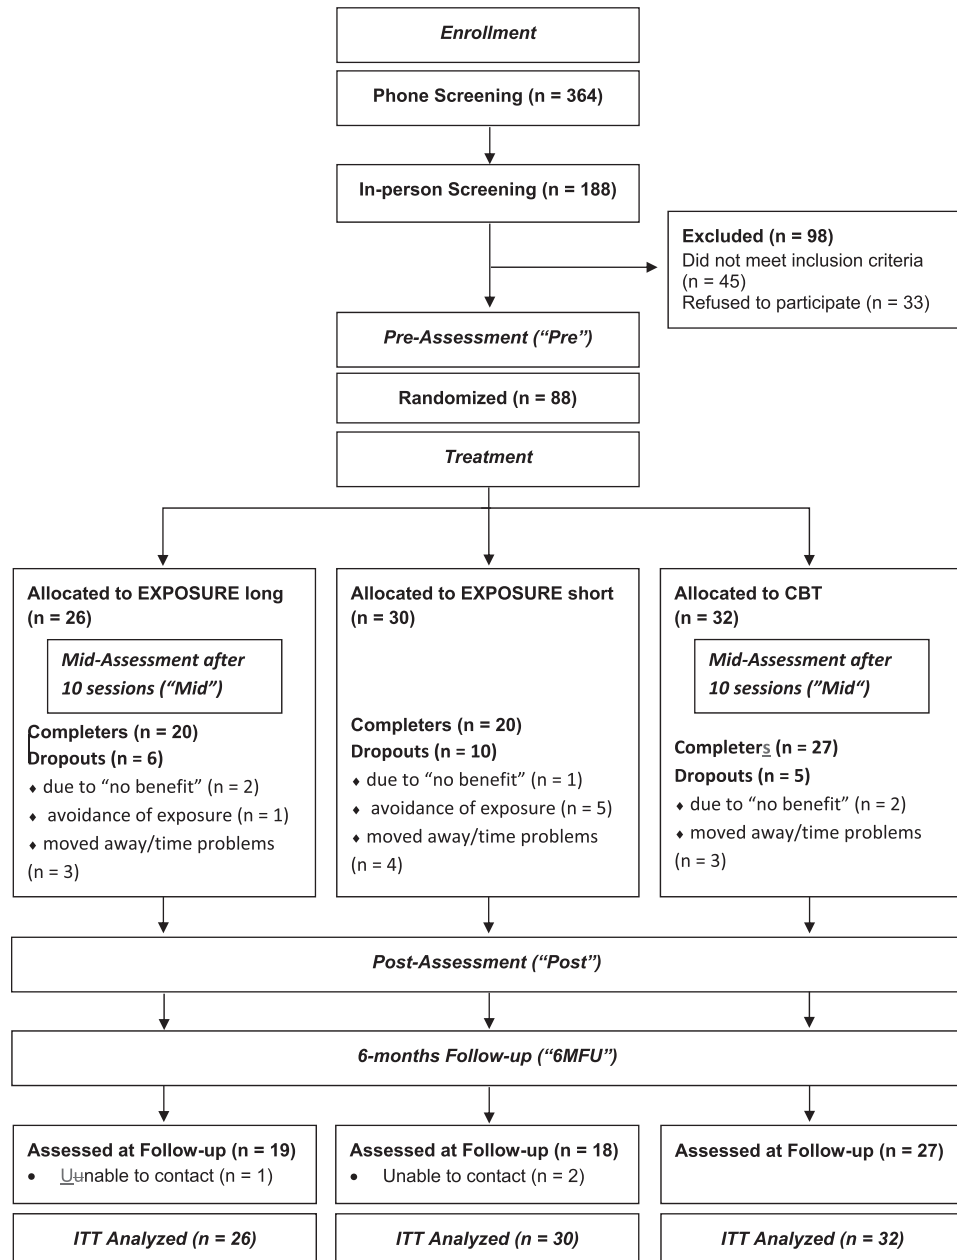 Enrollment
Phone Screening (n = 364)
In-person Screening (n = 188)
Excluded (n = 98)
Did not meet inclusion criteria
(n = 45)
Refused to participate (n = 33)
Pre-Assessment (“Pre”)
Randomized (n = 88)
Treatment
Allocated to EXPOSURE long
(n = 26)
Mid-Assessment after
10 sessions (“Mid”)
Completers (n = 20)
Dropouts (n = 6)
♦ due to “no benefit” (n = 2)
♦ avoidance of exposure (n = 1)
♦ moved away/time problems
(n = 3)
Allocated to EXPOSURE short
(n = 30)
Completers (n = 20)
Dropouts (n = 10)
♦ due to “no benefit” (n = 1)
♦ avoidance of exposure (n = 5)
♦ moved away/time problems
(n = 4)
Allocated to CBT
(n = 32)
Mid-Assessment after
10 sessions (”Mid“)
Completers (n = 27)
Dropouts (n = 5)
♦ due to “no benefit” (n = 2)
♦ moved away/time problems
(n = 3)
Post-Assessment (“Post”)
6-months Follow-up (“6MFU”)
Assessed at Follow-up (n = 19)
• Uunable to contact (n = 1)
Assessed at Follow-up (n = 18)
• Unable to contact (n = 2)
Assessed at Follow-up (n = 27)
ITT Analyzed (n = 26)
ITT Analyzed (n = 30)
ITT Analyzed (n = 32)